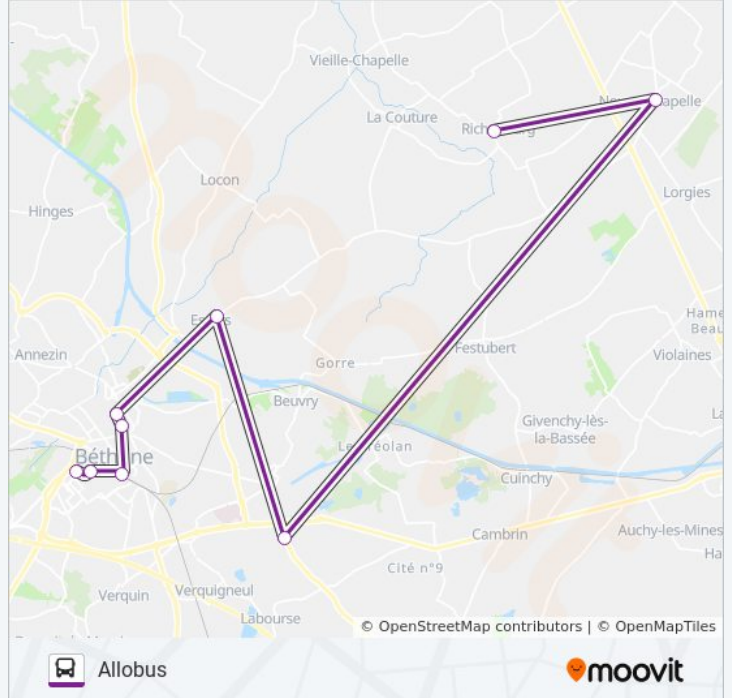 Vieille-Chapelle
La Couture
Locon
Lorgies
Hinges
Annezin
Gorre
Festubert
Violaines
Beuvry
Béthune
Givenchy-lès-
la-Bassée
Cuinchy
Cambrin
Auchy-les-Mines
Cité n°9
Verquin
Verquigneul
Labourse
© OpenStreetMap contributors | © OpenMapTiles
Allobus
moovit